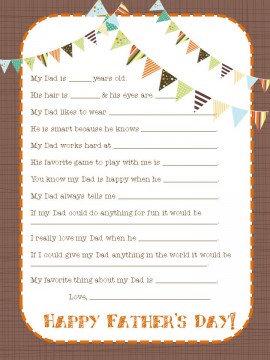 My Dad is _____ years old.
His hair is _____ & his eyes are _____
My Dad likes to wear _______________
He is smart because he knows _______________
My Dad works hard at _______________
His favorite game to play with me is _______________
You know my Dad is happy when he _______________
My Dad always tells me _______________
If my Dad could do anything for fun it would be
_______________
I really love my Dad when he _______________
If I could give my Dad anything in the world it would be
_______________
My favorite thing about my Dad is _______________
Love, _______________
Happy Father's Day!